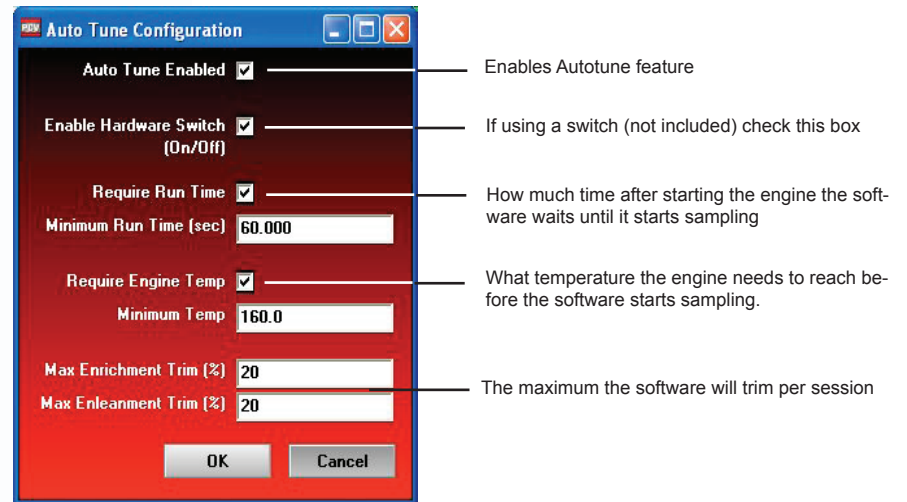 PCV Auto Tune Configuration
Auto Tune Enabled
Enables Autotune feature
Enable Hardware Switch
(On/Off)
If using a switch (not included) check this box
Require Run Time
How much time after starting the engine the soft-
ware waits until it starts sampling
Minimum Run Time (sec) 60.000
Require Engine Temp
What temperature the engine needs to reach be-
fore the software starts sampling.
Minimum Temp 160.0
Max Enrichment Trim (%) 20
The maximum the software will trim per session
Max Enleanment Trim (%) 20
OK Cancel